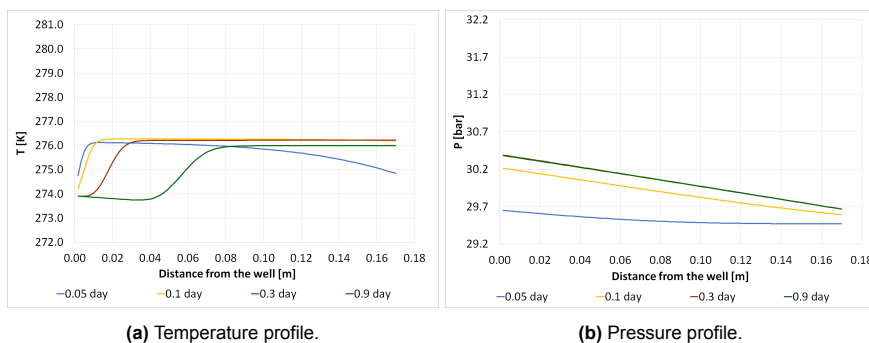 T [K]
281.0
280.0
279.0
278.0
277.0
276.0
275.0
274.0
273.0
272.0
0.00 0.02 0.04 0.06 0.08 0.10 0.12 0.14 0.16 0.18
Distance from the well [m]
0.05 day 0.1 day 0.3 day 0.9 day
(a) Temperature profile.
P [bar]
32.2
31.7
31.2
30.7
30.2
29.7
29.2
0.00 0.02 0.04 0.06 0.08 0.10 0.12 0.14 0.16 0.18
Distance from the well [m]
0.05 day 0.1 day 0.3 day 0.9 day
(b) Pressure profile.